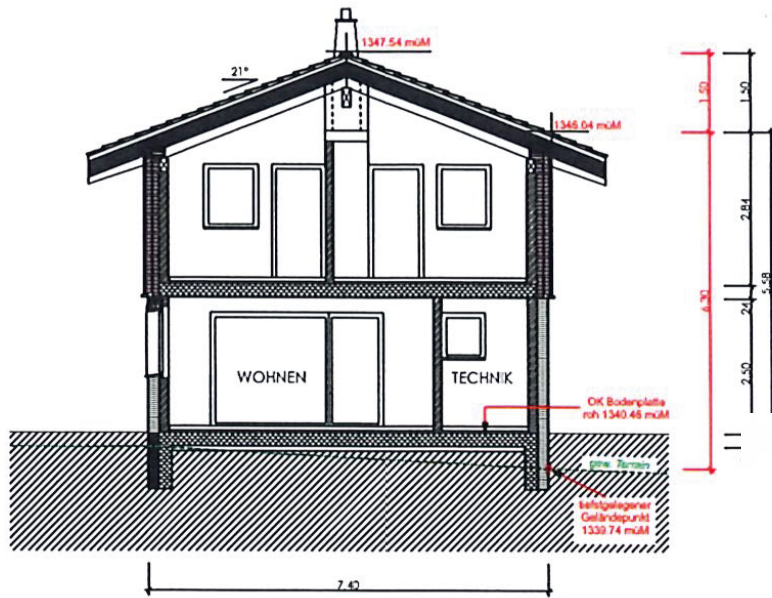 1347.54 müM
21°
1.50
1.50
1346.04 müM
2.84
5.58
6.30
24
2.50
WOHNEN
TECHNIK
OK Bodenplatte
roh 1340.46 müM
tiefstgelegener
Geländepunkt
1339.74 müM
7.40